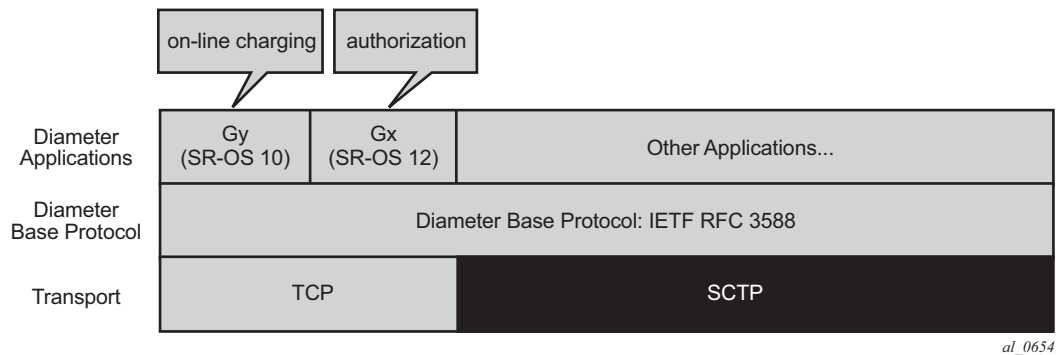 on-line charging
authorization
Diameter
Applications
Gy
(SR-OS 10)
Gx
(SR-OS 12)
Other Applications...
Diameter
Base Protocol
Diameter Base Protocol: IETF RFC 3588
Transport
TCP
SCTP
al_0654